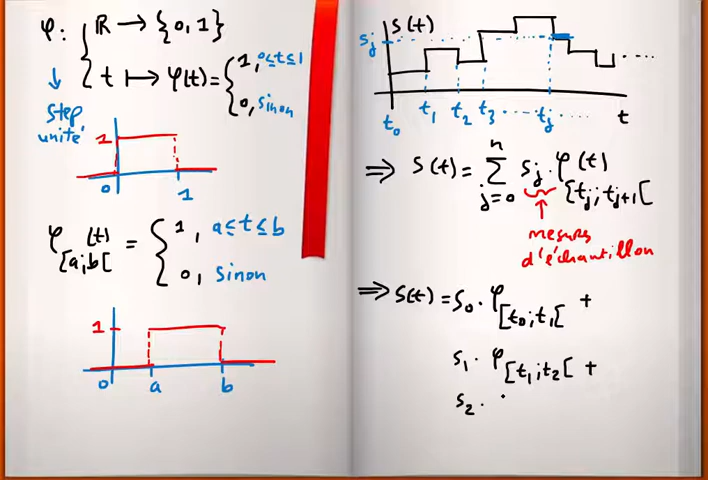 φ: { ℝ → {0,1}
t ⟼ φ(t) = { 1, 0≤t≤1
0, sinon
↓
step
unité
1
0 1
φ[a;b[(t) = { 1, a≤t≤b
0, sinon
1
0 a b
S(t)
sj
t0 t1 t2 t3 ... tj .... t
⇒ S(t) = Σ_{j=0}^{n} sj . φ[tj; tj+1[(t)
↑
mesures
d'échantillon
⇒ S(t) = S0 . φ[t0;t1[ +
S1 . φ[t1;t2[ +
S2 .